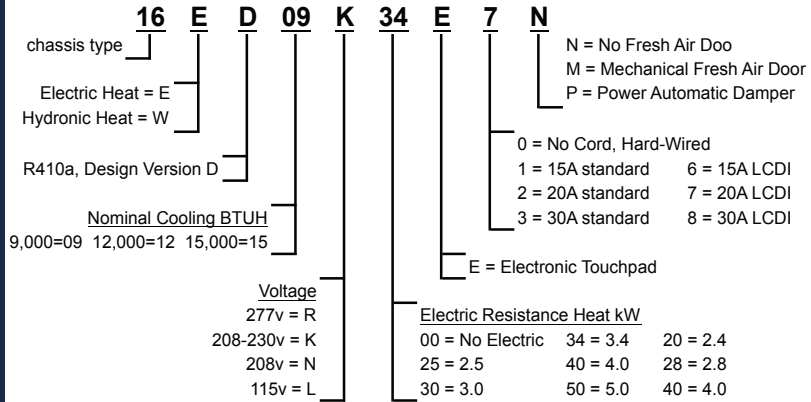 16 E D 09 K 34 E 7 N
chassis type
N = No Fresh Air Doo
M = Mechanical Fresh Air Door
P = Power Automatic Damper
Electric Heat = E
Hydronic Heat = W
0 = No Cord, Hard-Wired
1 = 15A standard 6 = 15A LCDI
2 = 20A standard 7 = 20A LCDI
3 = 30A standard 8 = 30A LCDI
R410a, Design Version D
Nominal Cooling BTUH
9,000=09 12,000=12 15,000=15
E = Electronic Touchpad
Voltage
277v = R
208-230v = K
208v = N
115v = L
Electric Resistance Heat kW
00 = No Electric 34 = 3.4 20 = 2.4
25 = 2.5 40 = 4.0 28 = 2.8
30 = 3.0 50 = 5.0 40 = 4.0